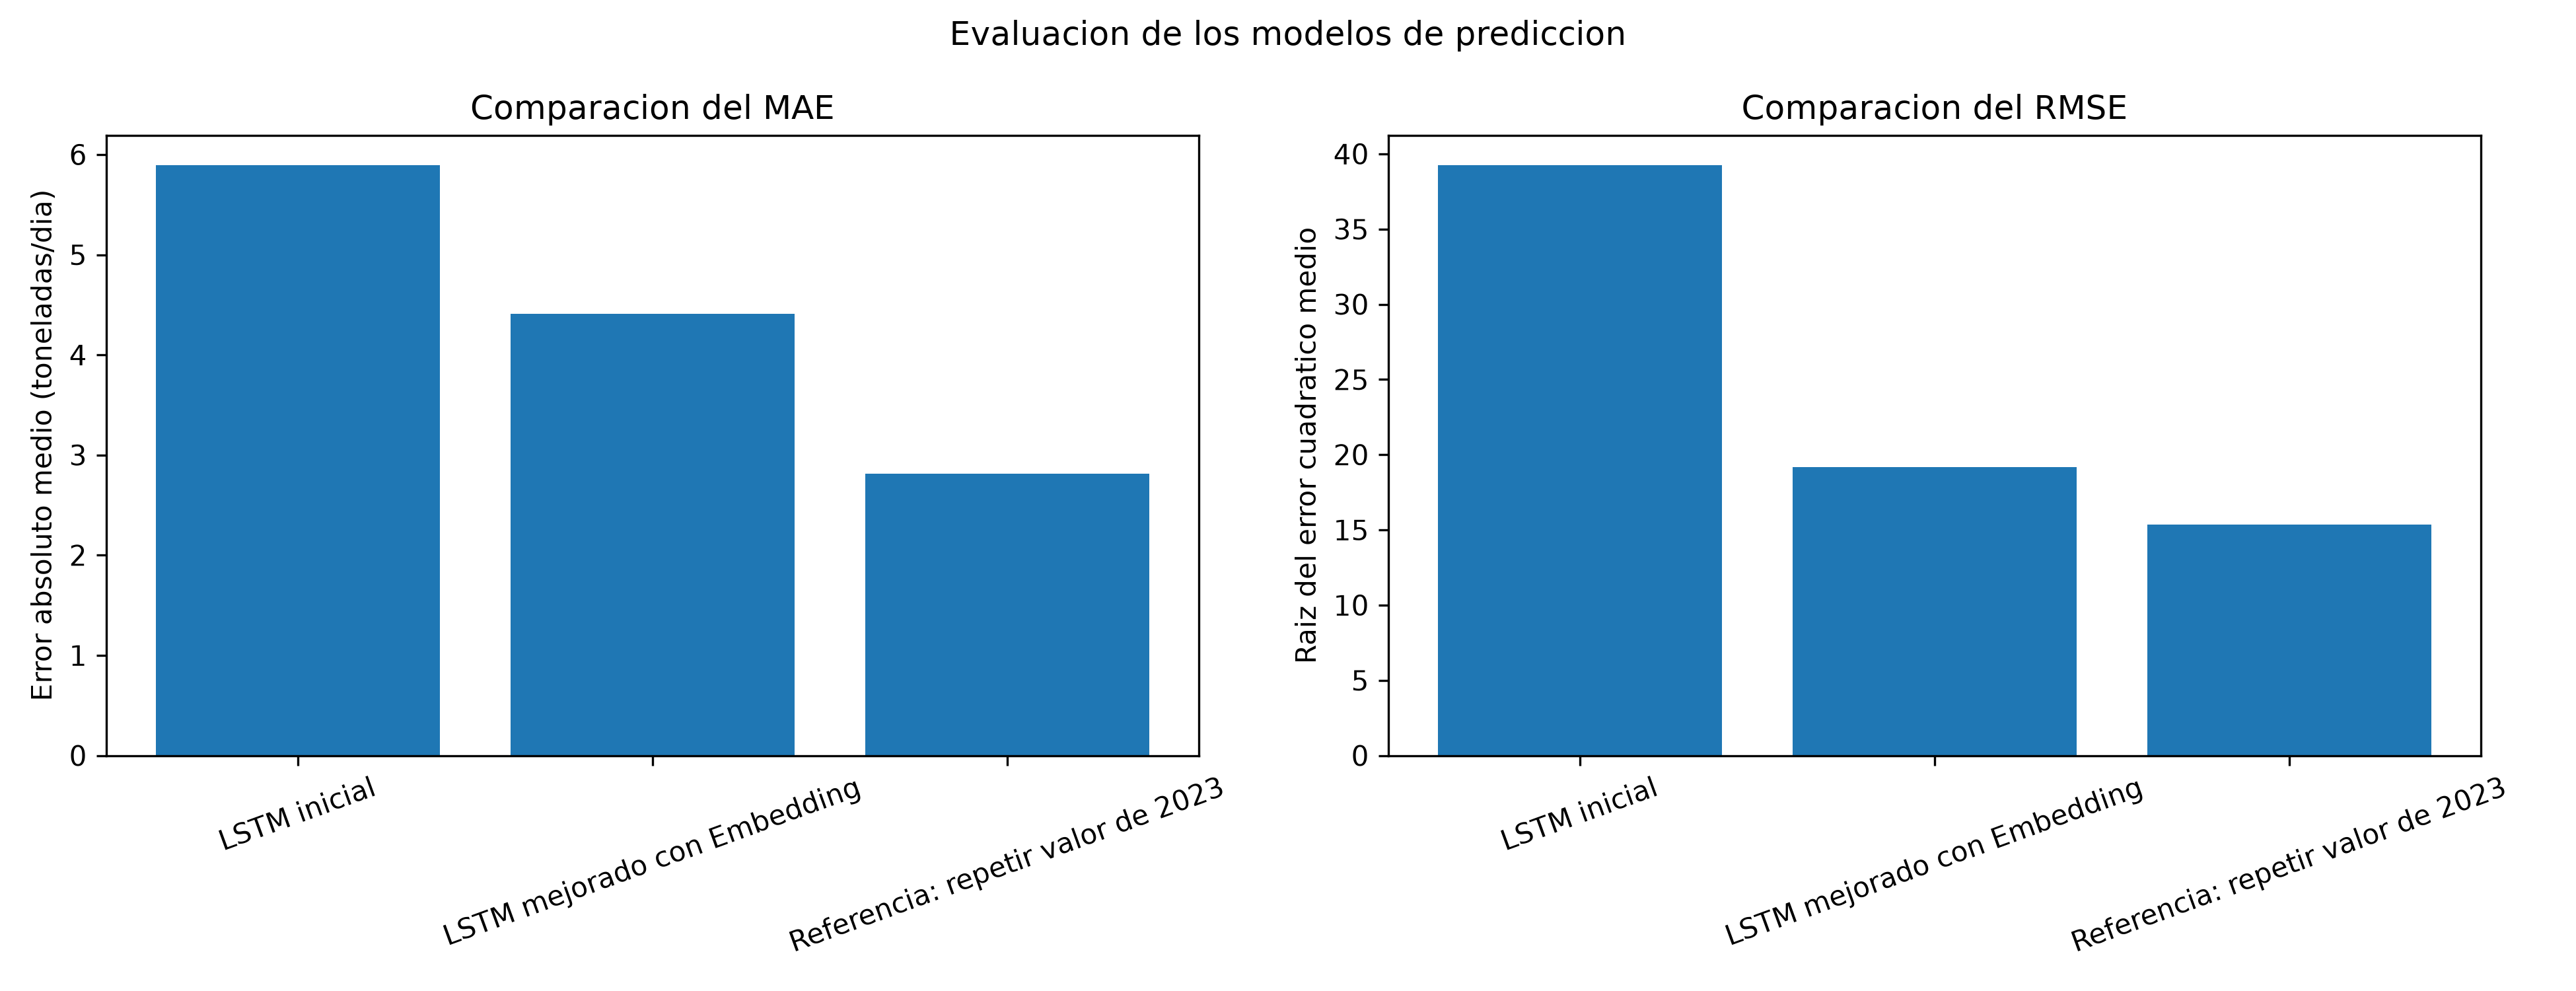 Evaluacion de los modelos de prediccion
Comparacion del MAE
Error absoluto medio (toneladas/dia)
6
5
4
3
2
1
0
LSTM inicial
LSTM mejorado con Embedding
Referencia: repetir valor de 2023
Comparacion del RMSE
Raiz del error cuadratico medio
40
35
30
25
20
15
10
5
0
LSTM inicial
LSTM mejorado con Embedding
Referencia: repetir valor de 2023